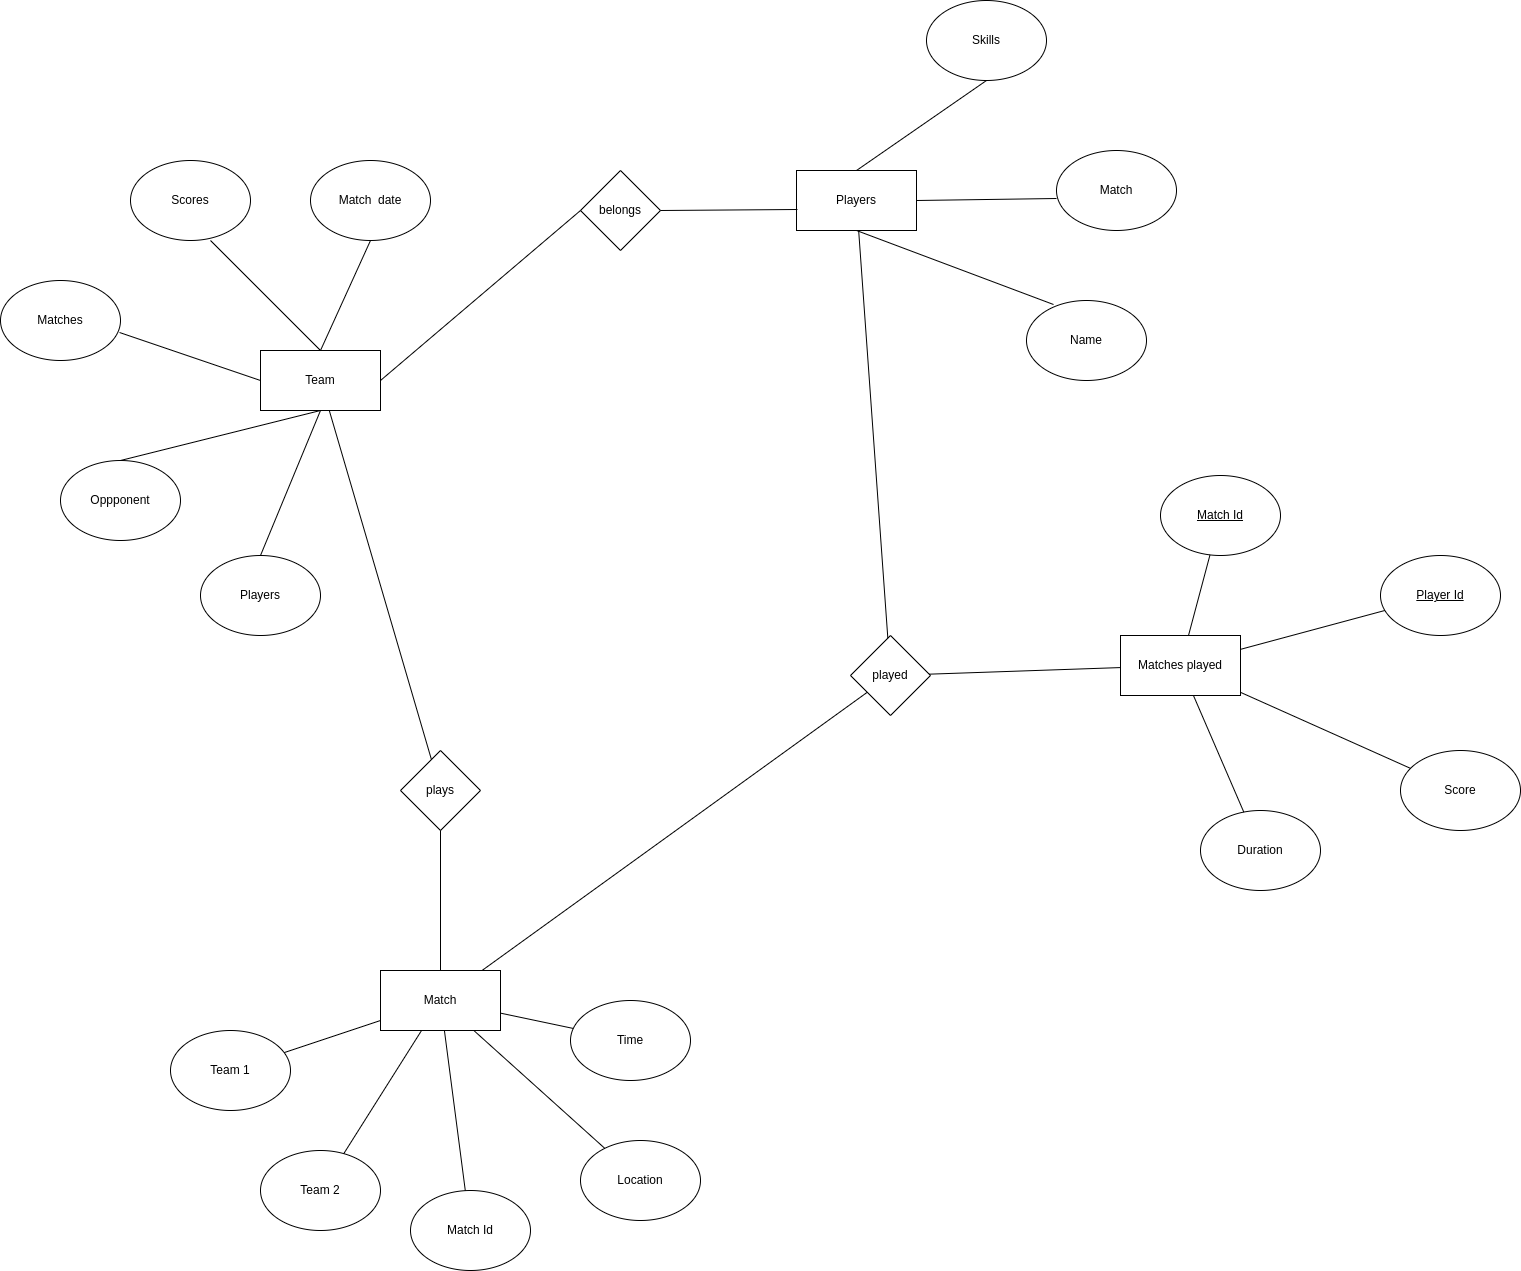 Skills
Match
Players
Scores
Match  date
belongs
Matches
Name
Team
Oppponent
Match Id
Players
Player Id
Matches played
played
plays
Score
Duration
Match
Time
Team 1
Location
Team 2
Match Id